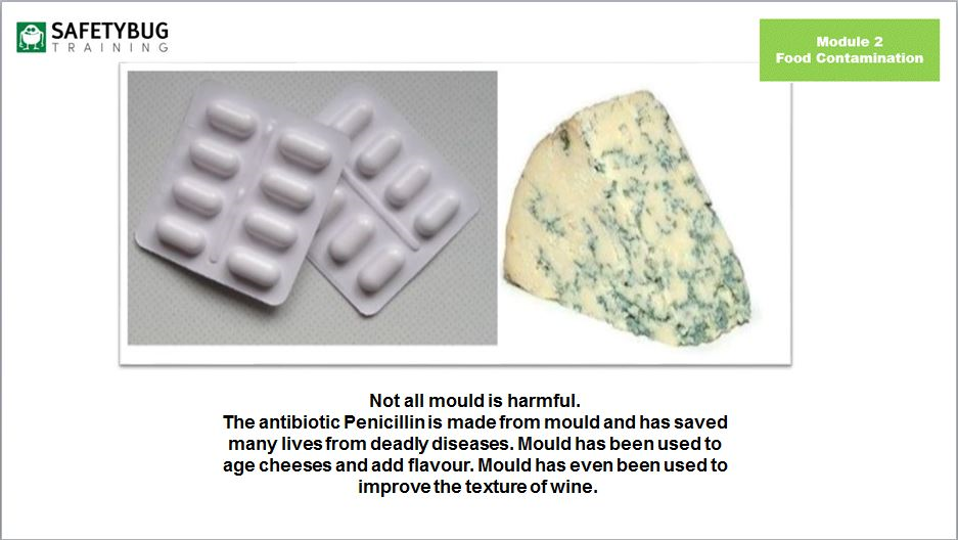 SAFETYBUG
TRAINING
Module 2
Food Contamination
Not all mould is harmful.
The antibiotic Penicillin is made from mould and has saved
many lives from deadly diseases. Mould has been used to
age cheeses and add flavour. Mould has even been used to
improve the texture of wine.